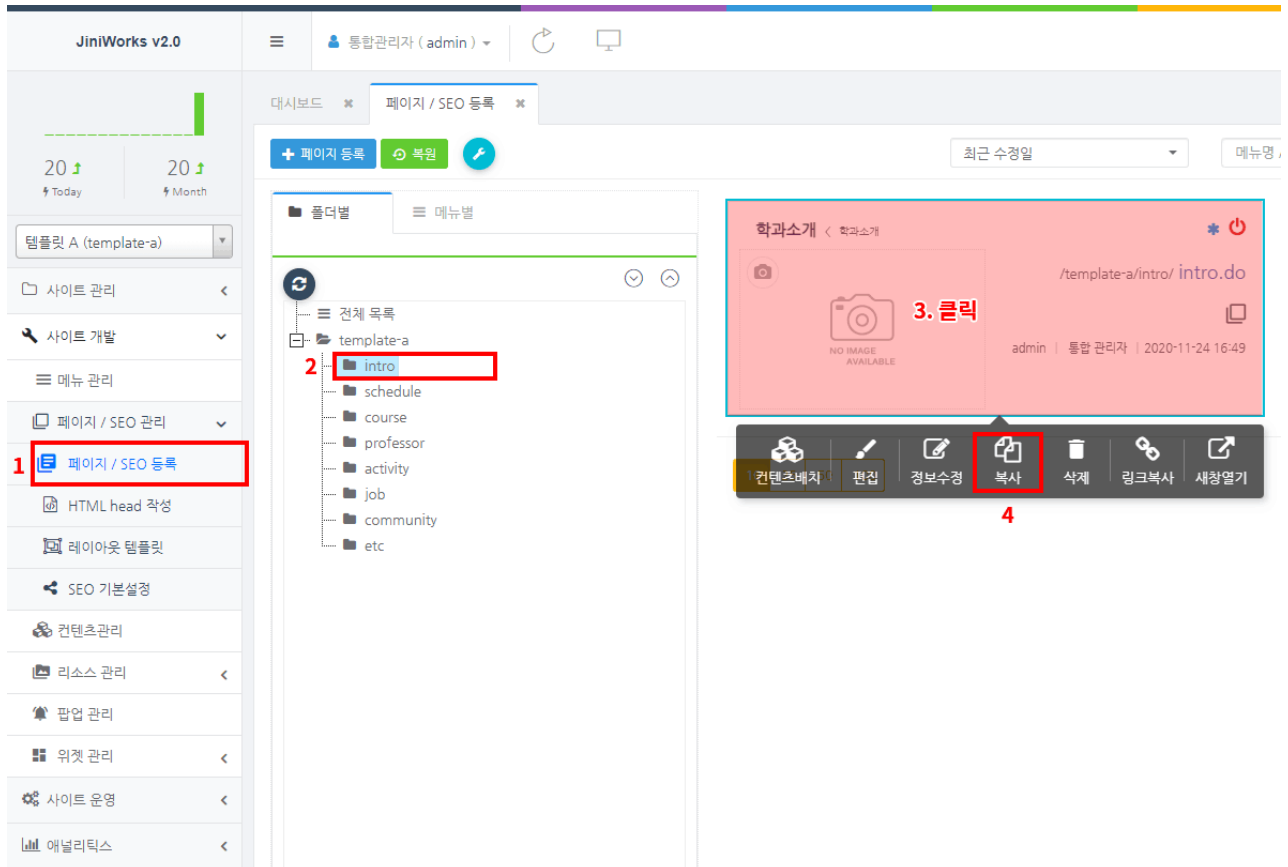 JiniWorks v2.0
통합관리자 ( admin )
20
20
Today
Month
템플릿 A (template-a)
사이트 관리
사이트 개발
메뉴 관리
페이지 / SEO 관리
1
페이지 / SEO 등록
HTML head 작성
레이아웃 템플릿
SEO 기본설정
컨텐츠관리
리소스 관리
팝업 관리
위젯 관리
사이트 운영
애널리틱스
대시보드
페이지 / SEO 등록
페이지 등록
복원
최근 수정일
메뉴명 /
폴더별
메뉴별
전체 목록
template-a
2
intro
schedule
course
professor
activity
job
community
etc
학과소개 < 학과소개
/template-a/intro/ intro.do
3. 클릭
NO IMAGE
AVAILABLE
admin | 통합 관리자 | 2020-11-24 16:49
컨텐츠배치
편집
정보수정
복사
삭제
링크복사
새창열기
4